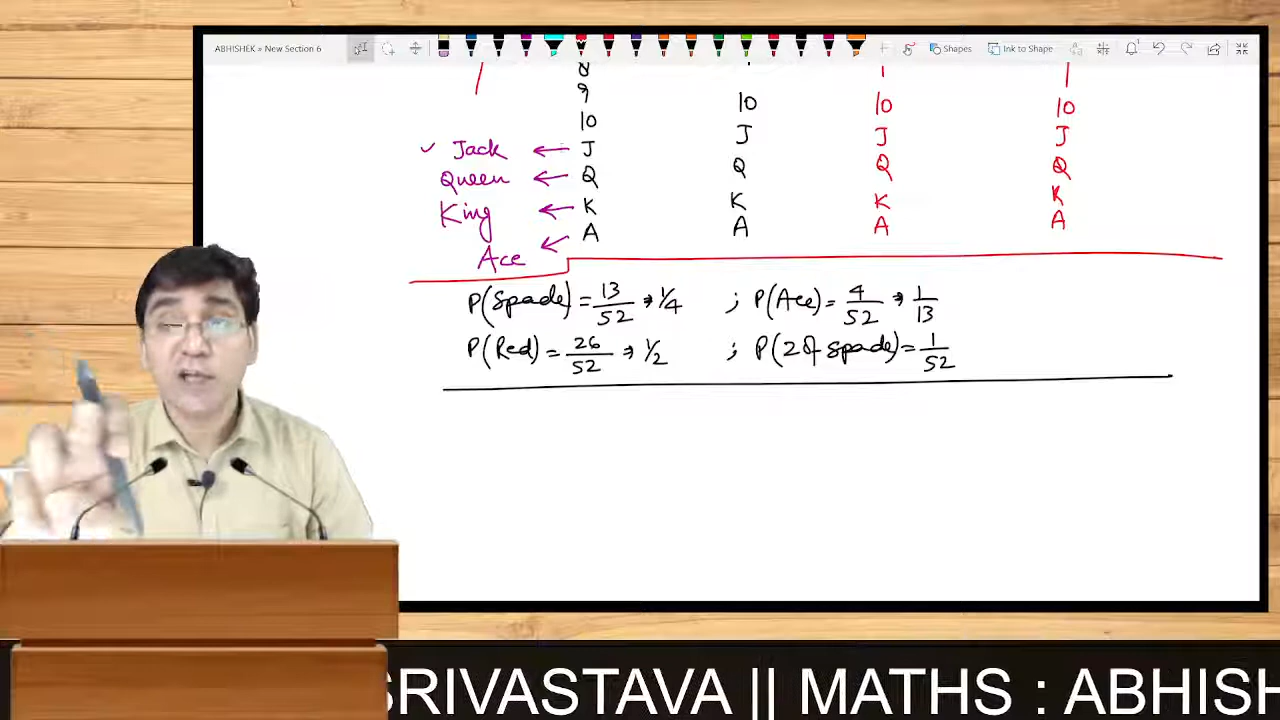 ABHISHEK » New Section 6
Shapes
Ink to Shape
8
9
10 10 10 10
Jack ← J J J J
Queen ← Q Q Q Q
King ← K K K K
Ace ← A A A A
P(Spade) = 13/52 → 1/4 ; P(Ace) = 4/52 → 1/13
P(Red) = 26/52 → 1/2 ; P(2 Of Spade) = 1/52
SRIVASTAVA || MATHS : ABHISH